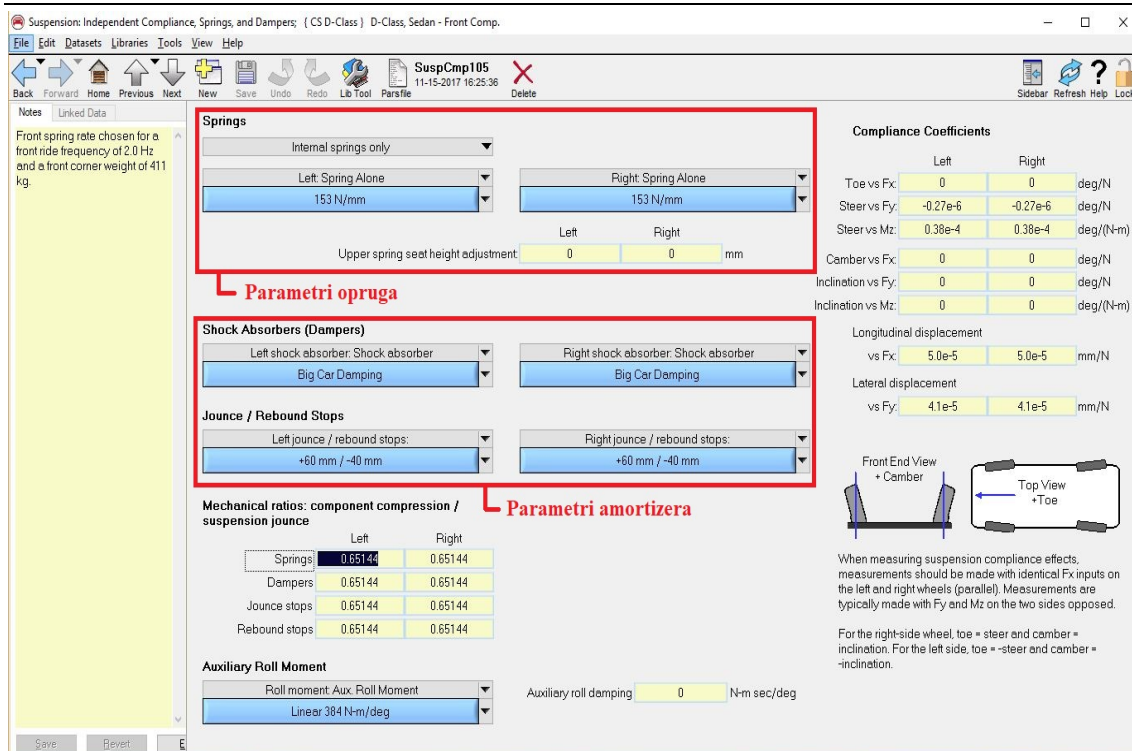 Suspension: Independent Compliance, Springs, and Dampers; { CS D-Class } D-Class, Sedan - Front Comp.
File Edit Datasets Libraries Tools View Help
SuspCmp105
11-15-2017 16:25:36
Back Forward Home Previous Next New Save Undo Redo Lib Tool Parsfile Delete Sidebar Refresh Help Lock
Notes Linked Data
Front spring rate chosen for a
front ride frequency of 2.0 Hz
and a front corner weight of 411
kg.
Springs
Internal springs only
Left: Spring Alone Right: Spring Alone
153 N/mm 153 N/mm
Left Right
Upper spring seat height adjustment: 0 0 mm
Parametri opruga
Shock Absorbers (Dampers)
Left shock absorber: Shock absorber Right shock absorber: Shock absorber
Big Car Damping Big Car Damping
Jounce / Rebound Stops
Left jounce / rebound stops: Right jounce / rebound stops:
+60 mm / -40 mm +60 mm / -40 mm
Parametri amortizera
Mechanical ratios: component compression /
suspension jounce
Left Right
Springs 0.65144 0.65144
Dampers 0.65144 0.65144
Jounce stops 0.65144 0.65144
Rebound stops 0.65144 0.65144
Auxiliary Roll Moment
Roll moment: Aux. Roll Moment
Linear 384 N-m/deg
Auxiliary roll damping 0 N-m sec/deg
Compliance Coefficients
Left Right
Toe vs Fx: 0 0 deg/N
Steer vs Fy: -0.27e-6 -0.27e-6 deg/N
Steer vs Mz: 0.38e-4 0.38e-4 deg/(N-m)
Camber vs Fx: 0 0 deg/N
Inclination vs Fy: 0 0 deg/N
Inclination vs Mz: 0 0 deg/(N-m)
Longitudinal displacement
vs Fx: 5.0e-5 5.0e-5 mm/N
Lateral displacement
vs Fy: 4.1e-5 4.1e-5 mm/N
Front End View
+ Camber
Top View
+Toe
When measuring suspension compliance effects,
measurements should be made with identical Fx inputs on
the left and right wheels (parallel). Measurements are
typically made with Fy and Mz on the two sides opposed.
For the right-side wheel, toe = steer and camber =
inclination. For the left side, toe = -steer and camber =
-inclination.
Save Revert E